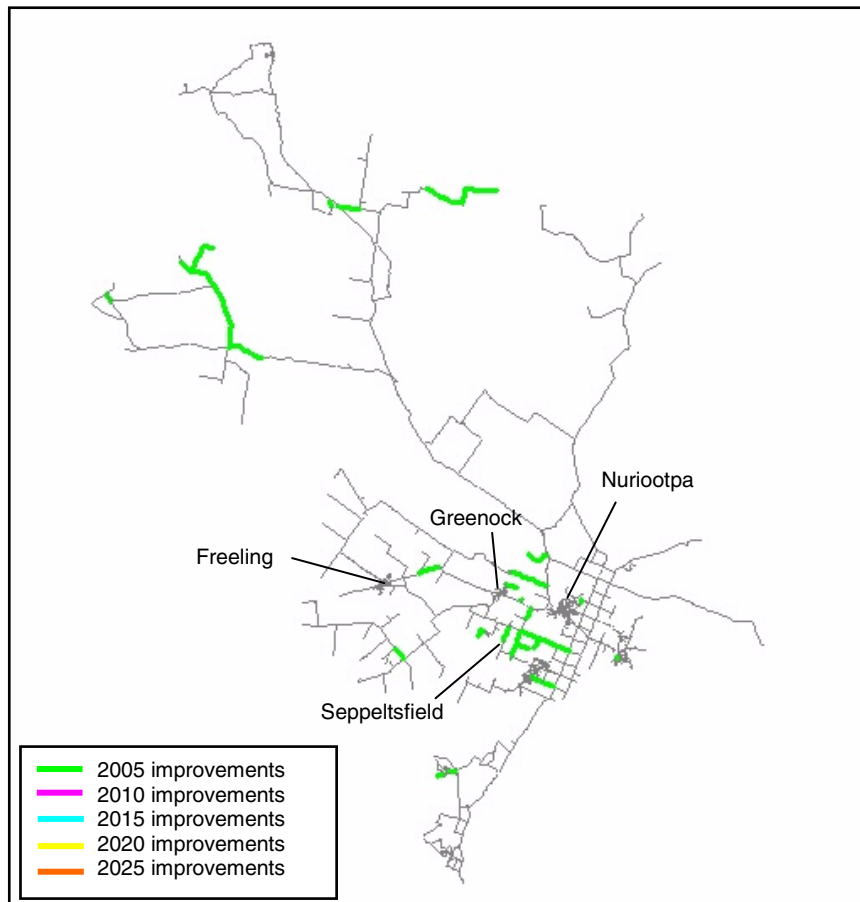 Nuriootpa
Greenock
Freeling
Seppeltsfield
2005 improvements
2010 improvements
2015 improvements
2020 improvements
2025 improvements